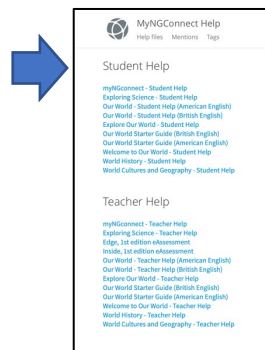 MyNGConnect Help
Help files Mentions Tags
Student Help
myNGconnect - Student Help
Exploring Science - Student Help
Our World - Student Help (American English)
Our World - Student Help (British English)
Explore Our World - Student Help
Our World Starter Guide (British English)
Our World Starter Guide (American English)
Welcome to Our World - Student Help
World History - Student Help
World Cultures and Geography - Student Help
Teacher Help
myNGconnect - Teacher Help
Exploring Science - Teacher Help
Edge, 1st edition eAssessment
Inside, 1st edition eAssessment
Our World - Teacher Help (American English)
Our World - Teacher Help (British English)
Explore Our World - Teacher Help
Our World Starter Guide (British English)
Our World Starter Guide (American English)
Welcome to Our World - Teacher Help
World History - Teacher Help
World Cultures and Geography - Teacher Help